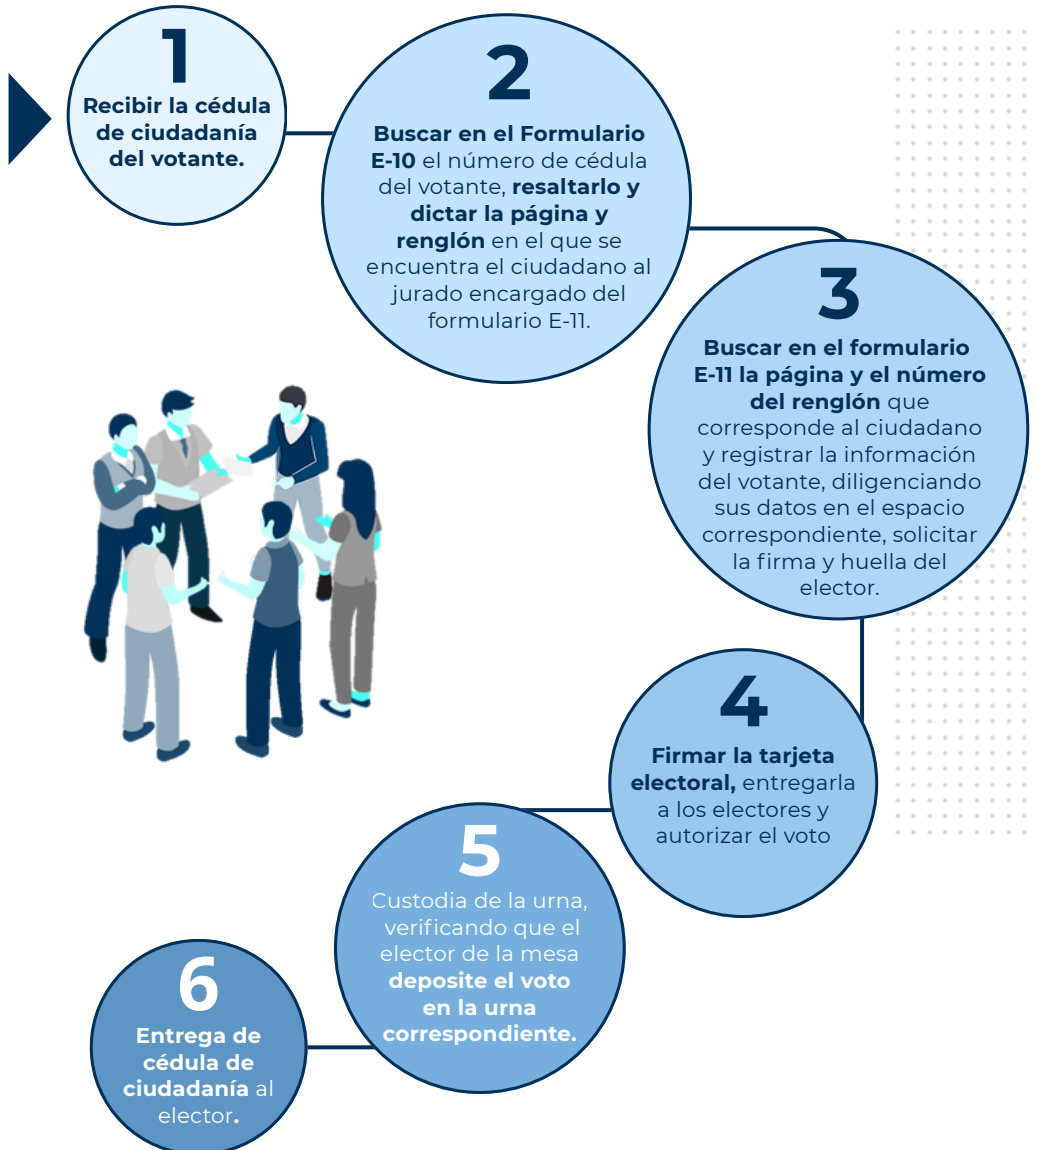 1
Recibir la cédula
de ciudadanía
del votante.
2
Buscar en el Formulario
E-10 el número de cédula
del votante, resaltarlo y
dictar la página y
renglón en el que se
encuentra el ciudadano al
jurado encargado del
formulario E-11.
3
Buscar en el formulario
E-11 la página y el número
del renglón que
corresponde al ciudadano
y registrar la información
del votante, diligenciando
sus datos en el espacio
correspondiente, solicitar
la firma y huella del
elector.
4
Firmar la tarjeta
electoral, entregarla
a los electores y
autorizar el voto
5
Custodia de la urna,
verificando que el
elector de la mesa
deposite el voto
en la urna
correspondiente.
6
Entrega de
cédula de
ciudadanía al
elector.